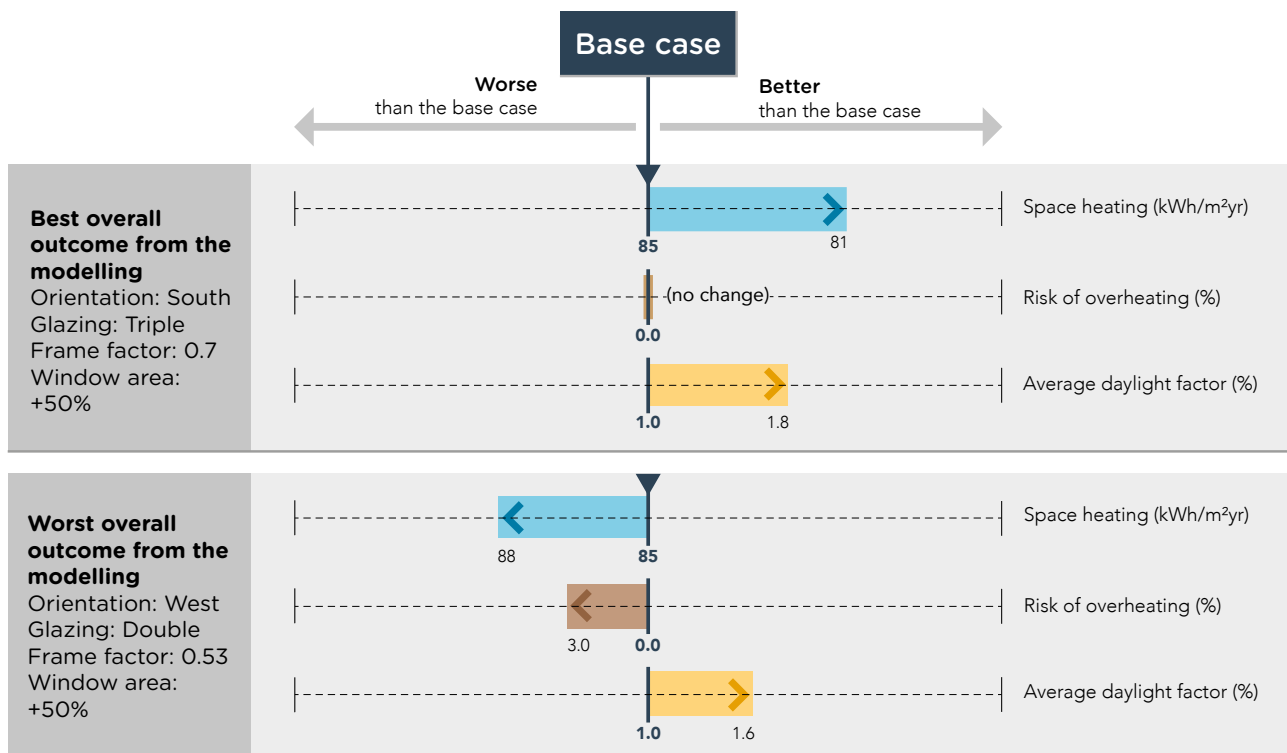 Base case
Worse
than the base case
Better
than the base case
Best overall
outcome from the
modelling
Orientation: South
Glazing: Triple
Frame factor: 0.7
Window area:
+50%
Space heating (kWh/m²yr)
85
81
(no change)
Risk of overheating (%)
0.0
Average daylight factor (%)
1.0
1.8
Worst overall
outcome from the
modelling
Orientation: West
Glazing: Double
Frame factor: 0.53
Window area:
+50%
Space heating (kWh/m²yr)
88
85
Risk of overheating (%)
3.0
0.0
Average daylight factor (%)
1.0
1.6